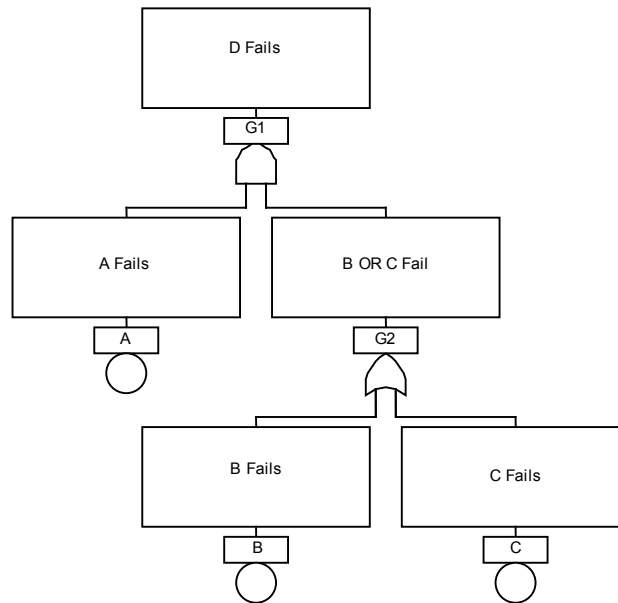 D Fails
G1
A Fails
B OR C Fail
A
G2
B Fails
C Fails
B
C